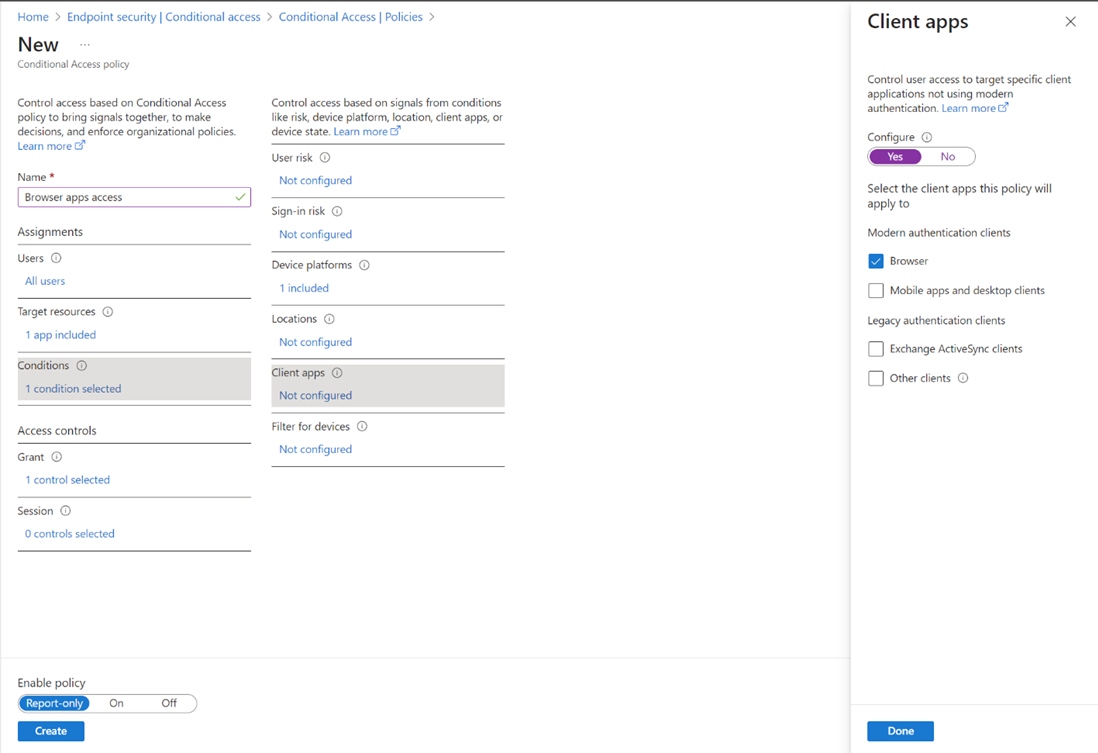 Home > Endpoint security | Conditional access > Conditional Access | Policies >
New ...
Conditional Access policy
Control access based on Conditional Access
policy to bring signals together, to make
decisions, and enforce organizational policies.
Learn more
Name *
Browser apps access
Assignments
Users
All users
Target resources
1 app included
Conditions
1 condition selected
Access controls
Grant
1 control selected
Session
0 controls selected
Control access based on signals from conditions
like risk, device platform, location, client apps, or
device state. Learn more
User risk
Not configured
Sign-in risk
Not configured
Device platforms
1 included
Locations
Not configured
Client apps
Not configured
Filter for devices
Not configured
Enable policy
Report-only On Off
Create
Client apps
Control user access to target specific client
applications not using modern
authentication. Learn more
Configure
Yes No
Select the client apps this policy will
apply to
Modern authentication clients
Browser
Mobile apps and desktop clients
Legacy authentication clients
Exchange ActiveSync clients
Other clients
Done